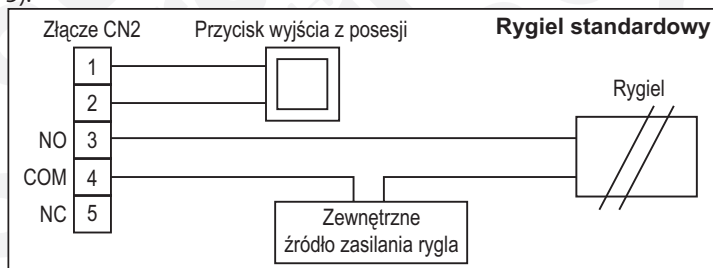 Złącze CN2
Przycisk wyjścia z posesji
Rygiel standardowy
1
2
NO 3
COM 4
NC 5
Rygiel
Zewnętrzne
źródło zasilania rygla